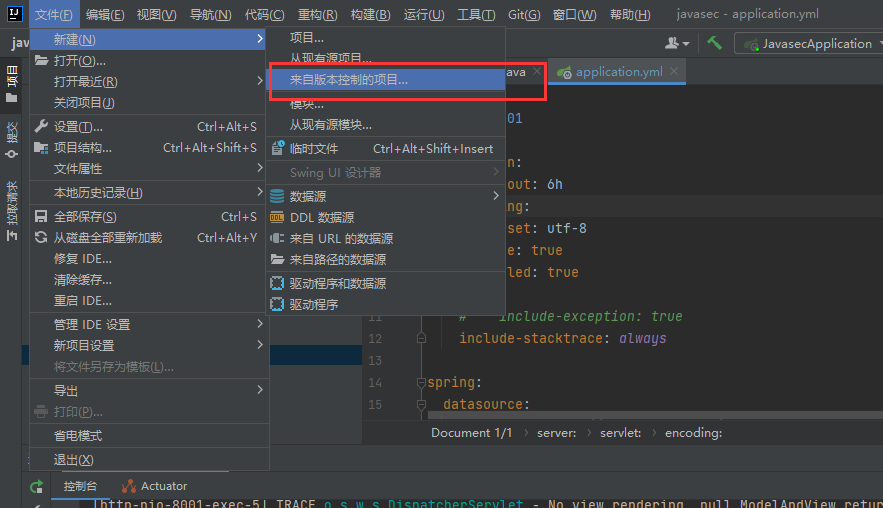 文件(F) 编辑(E) 视图(V) 导航(N) 代码(C) 重构(R) 构建(B) 运行(U) 工具(T) Git(G) 窗口(W) 帮助(H) javasec - application.yml
jav
JavasecApplication
新建(N)
打开(O)...
打开最近(R)
关闭项目(J)
设置(T)... Ctrl+Alt+S
项目结构... Ctrl+Alt+Shift+S
文件属性
本地历史记录(H)
全部保存(S) Ctrl+S
从磁盘全部重新加载 Ctrl+Alt+Y
修复 IDE...
清除缓存...
重启 IDE...
管理 IDE 设置
新项目设置
将文件另存为模板(L)...
导出
打印(P)...
省电模式
退出(X)
项目...
从现有源项目...
来自版本控制的项目...
模块...
从现有源模块...
临时文件 Ctrl+Alt+Shift+Insert
Swing UI 设计器
数据源
DDL 数据源
来自 URL 的数据源
来自路径的数据源
驱动程序和数据源
驱动程序
项目
提交
拉取请求
ava
application.yml
01
n:
out: 6h
ng:
set: utf-8
e: true
led: true
11 # include-exception: true
12 include-stacktrace: always
13
14 spring:
15 datasource:
Document 1/1 server: servlet: encoding:
控制台 Actuator
[http-nio-8001-exec-5] TRACE o.s.w.s.DispatcherServlet - No view rendering, null ModelAndView retur